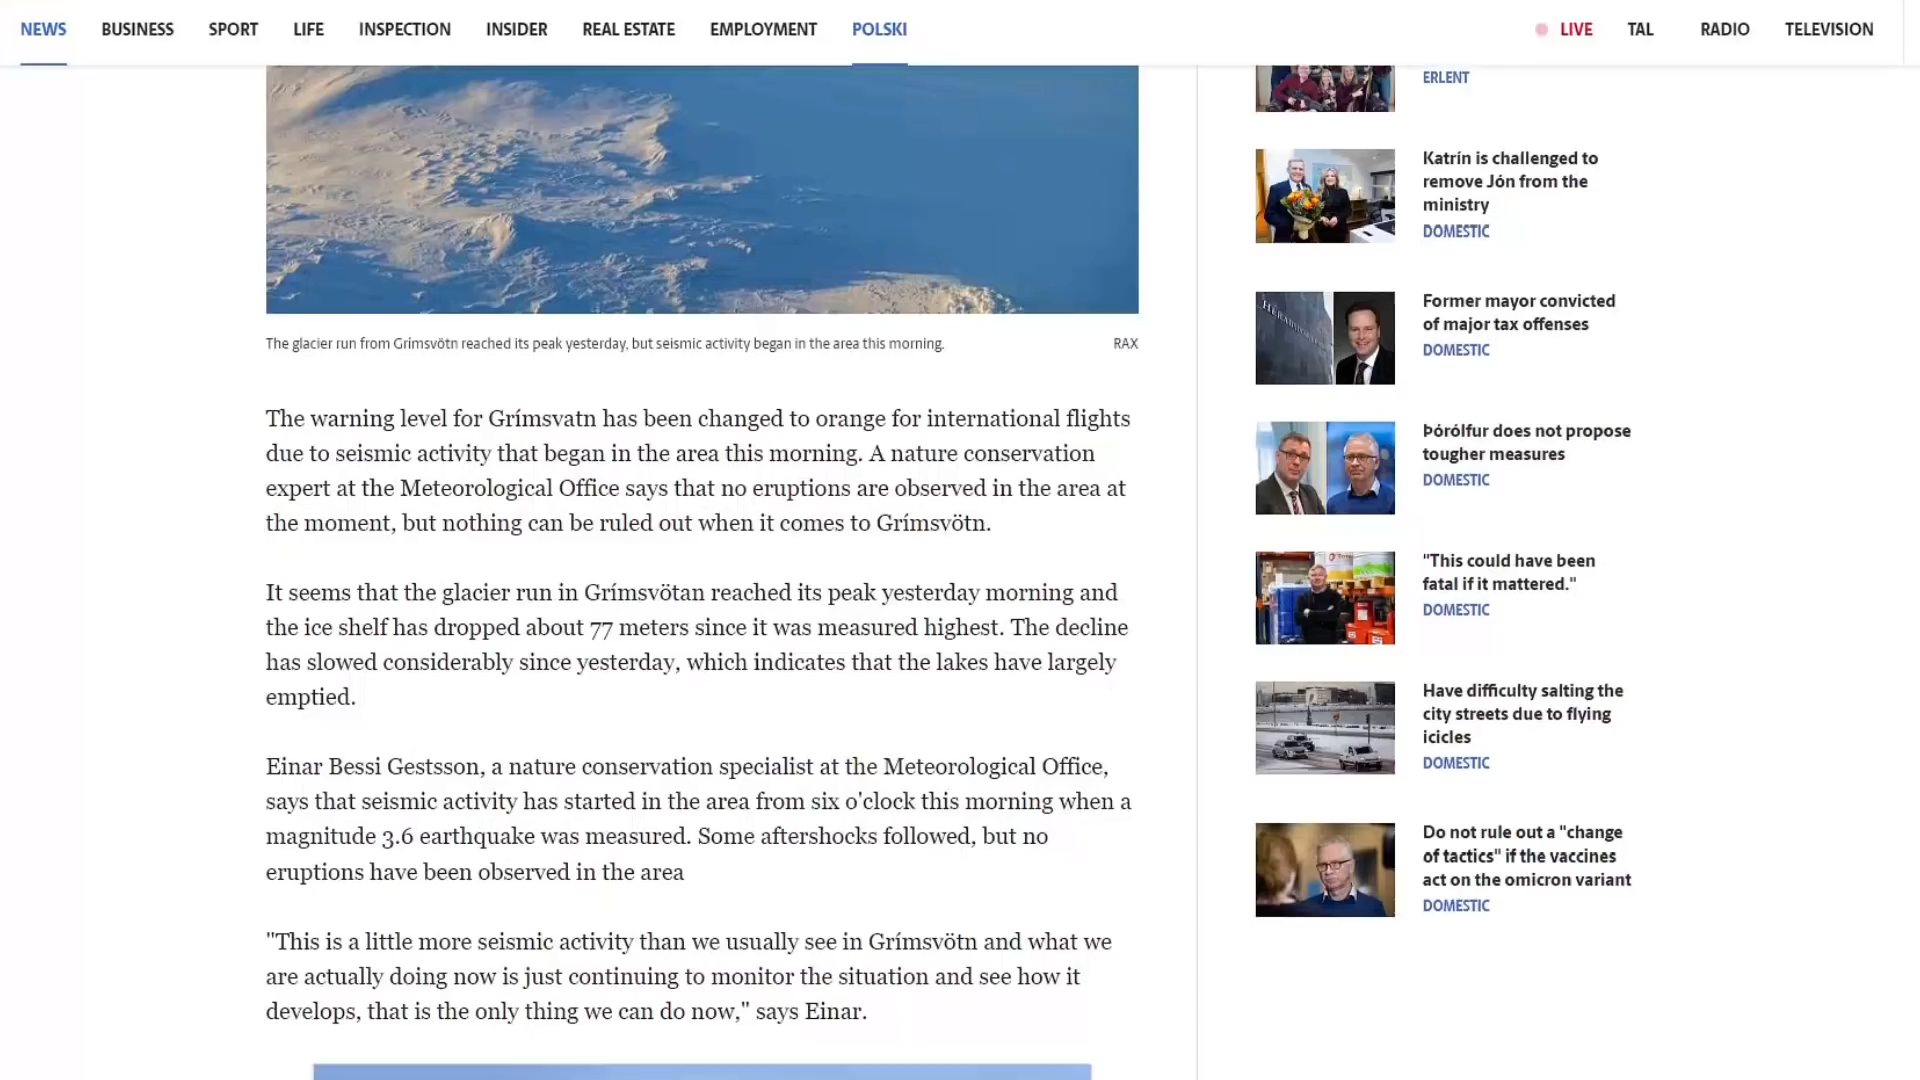 NEWS BUSINESS SPORT LIFE INSPECTION INSIDER REAL ESTATE EMPLOYMENT POLSKI LIVE TAL RADIO TELEVISION
The glacier run from Grímsvötn reached its peak yesterday, but seismic activity began in the area this morning. RAX
The warning level for Grímsvatn has been changed to orange for international flights
due to seismic activity that began in the area this morning. A nature conservation
expert at the Meteorological Office says that no eruptions are observed in the area at
the moment, but nothing can be ruled out when it comes to Grímsvötn.
It seems that the glacier run in Grímsvötan reached its peak yesterday morning and
the ice shelf has dropped about 77 meters since it was measured highest. The decline
has slowed considerably since yesterday, which indicates that the lakes have largely
emptied.
Einar Bessi Gestsson, a nature conservation specialist at the Meteorological Office,
says that seismic activity has started in the area from six o'clock this morning when a
magnitude 3.6 earthquake was measured. Some aftershocks followed, but no
eruptions have been observed in the area
"This is a little more seismic activity than we usually see in Grímsvötn and what we
are actually doing now is just continuing to monitor the situation and see how it
develops, that is the only thing we can do now," says Einar.
ERLENT
Katrín is challenged to
remove Jón from the
ministry
DOMESTIC
Former mayor convicted
of major tax offenses
DOMESTIC
Þórólfur does not propose
tougher measures
DOMESTIC
"This could have been
fatal if it mattered."
DOMESTIC
Have difficulty salting the
city streets due to flying
icicles
DOMESTIC
Do not rule out a "change
of tactics" if the vaccines
act on the omicron variant
DOMESTIC